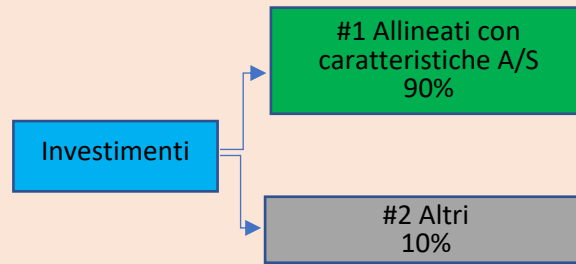 #1 Allineati con
caratteristiche A/S
90%
Investimenti
#2 Altri
10%